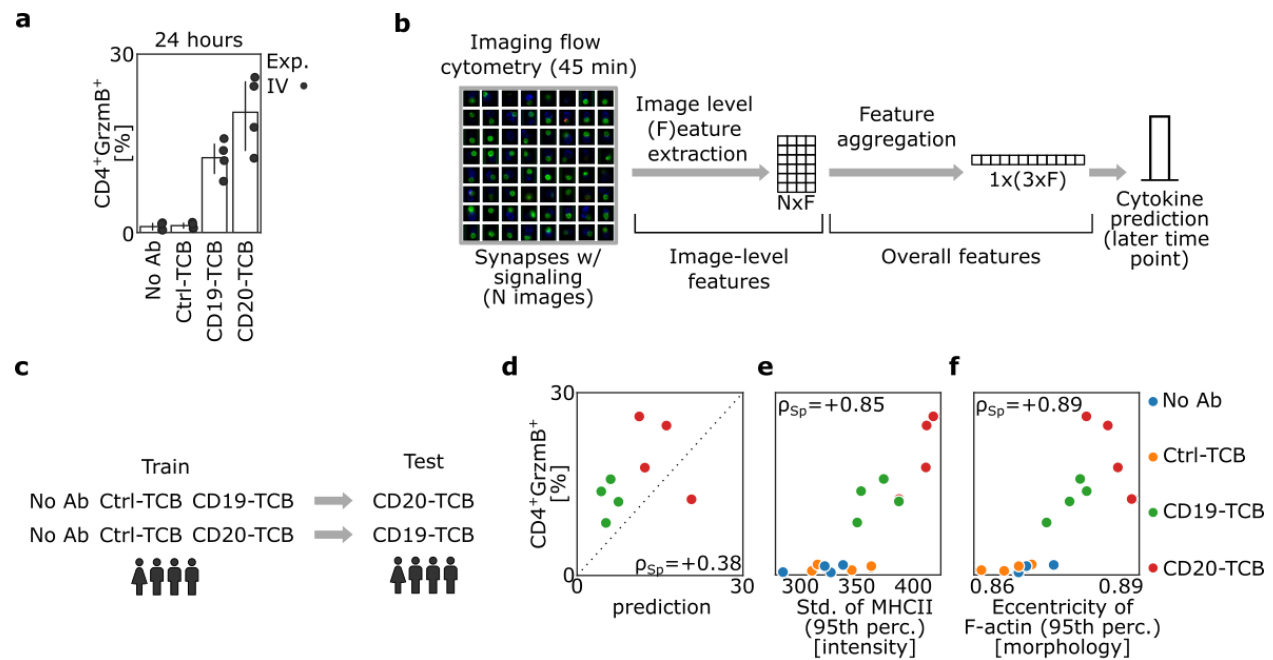 a
24 hours
30
0
CD4⁺GrzmB⁺
[%]
Exp.
IV
No Ab
Ctrl-TCB
CD19-TCB
CD20-TCB
b
Imaging flow
cytometry (45 min)
Synapses w/
signaling
(N images)
Image level
(F)eature
extraction
NxF
Image-level
features
Feature
aggregation
1x(3xF)
Overall features
Cytokine
prediction
(later time
point)
c
Train
Test
No Ab Ctrl-TCB CD19-TCB
CD20-TCB
No Ab Ctrl-TCB CD20-TCB
CD19-TCB
d
30
CD4⁺GrzmB⁺
[%]
ρSp=+0.38
0
30
prediction
e
ρSp=+0.85
300 350 400
Std. of MHCII
(95th perc.)
[intensity]
f
ρSp=+0.89
0.86 0.89
Eccentricity of
F-actin (95th perc.)
[morphology]
No Ab
Ctrl-TCB
CD19-TCB
CD20-TCB